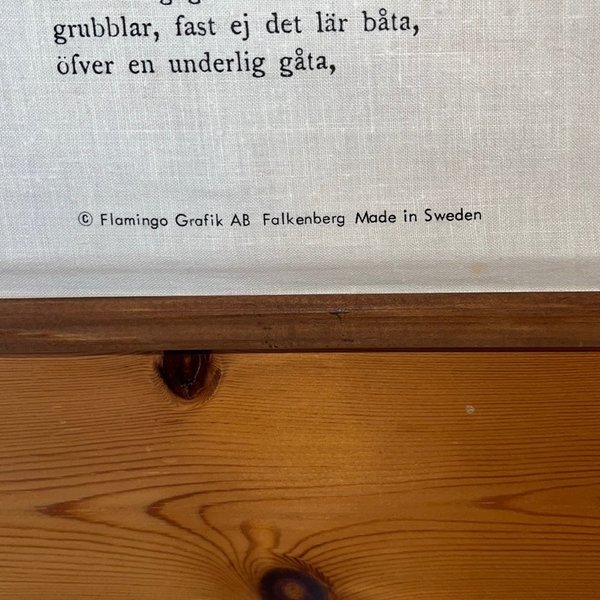 grubblar, fast ej det lär båta,
öfver en underlig gåta,
© Flamingo Grafik AB Falkenberg Made in Sweden